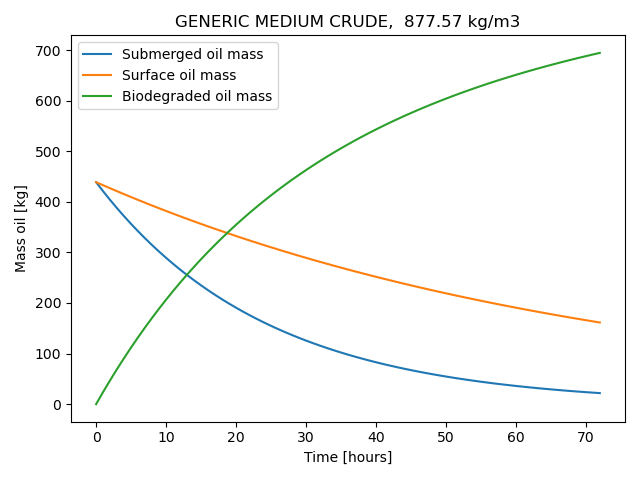 GENERIC MEDIUM CRUDE,  877.57 kg/m3
Submerged oil mass
Surface oil mass
Biodegraded oil mass
Mass oil [kg]
700
600
500
400
300
200
100
0
0 10 20 30 40 50 60 70
Time [hours]